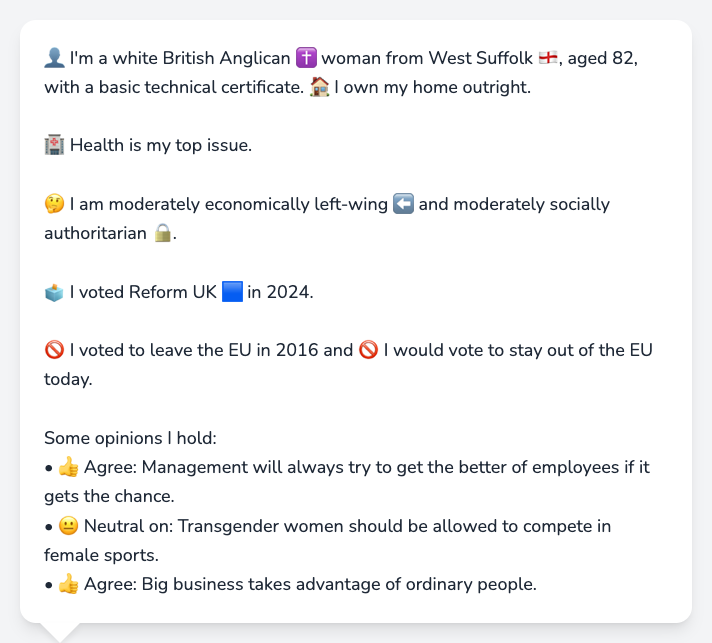 👤 I'm a white British Anglican ✝️ woman from West Suffolk 🏴󠁧󠁢󠁥󠁮󠁧󠁿, aged 82,
with a basic technical certificate. 🏠 I own my home outright.
🏥 Health is my top issue.
🤔 I am moderately economically left-wing ⬅️ and moderately socially
authoritarian 🔒.
🗳️ I voted Reform UK 🟦 in 2024.
🚫 I voted to leave the EU in 2016 and 🚫 I would vote to stay out of the EU
today.
Some opinions I hold:
• 👍 Agree: Management will always try to get the better of employees if it
gets the chance.
• 😐 Neutral on: Transgender women should be allowed to compete in
female sports.
• 👍 Agree: Big business takes advantage of ordinary people.